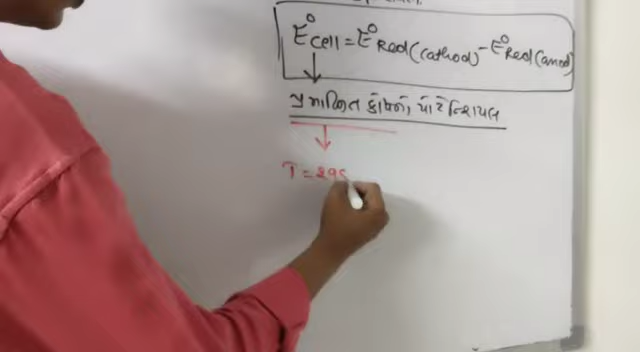 E°Cell = E°Red(cathod) - E°Red(anod)
પ્રમાણિત કોષનો પોટેન્શિયલ
T = 298